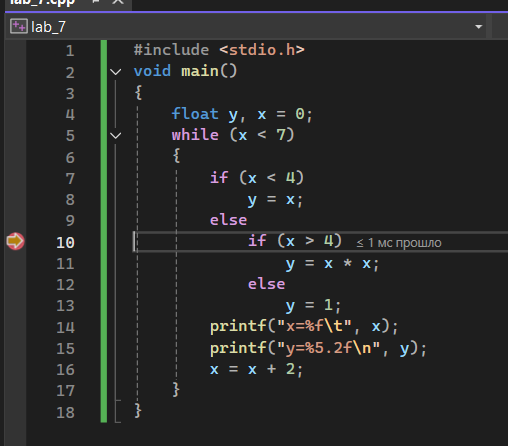 lab_7.cpp
lab_7
1 #include <stdio.h>
2 void main()
3 {
4 float y, x = 0;
5 while (x < 7)
6 {
7 if (x < 4)
8 y = x;
9 else
10 if (x > 4) ≤ 1 мс прошло
11 y = x * x;
12 else
13 y = 1;
14 printf("x=%f\t", x);
15 printf("y=%5.2f\n", y);
16 x = x + 2;
17 }
18 }